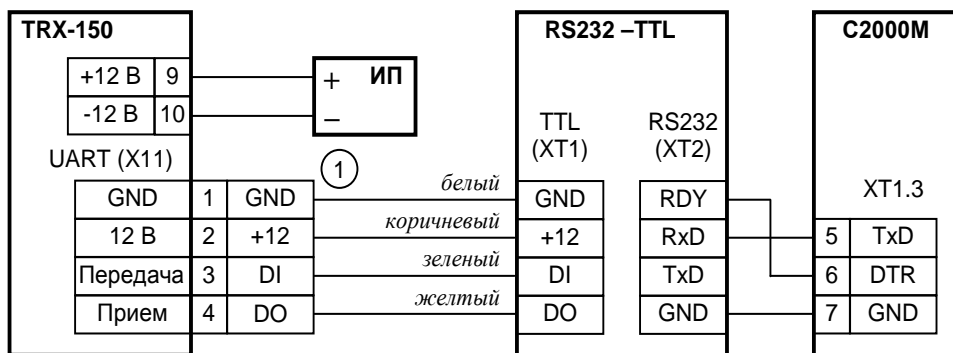 TRX-150 RS232 –TTL C2000M
+12 В 9 + ИП
-12 В 10 –
TTL RS232
(XT1) (XT2)
UART (X11) 1
XT1.3
GND 1 GND белый GND RDY
12 В 2 +12 коричневый +12 RxD 5 TxD
Передача 3 DI зеленый DI TxD 6 DTR
Прием 4 DO желтый DO GND 7 GND